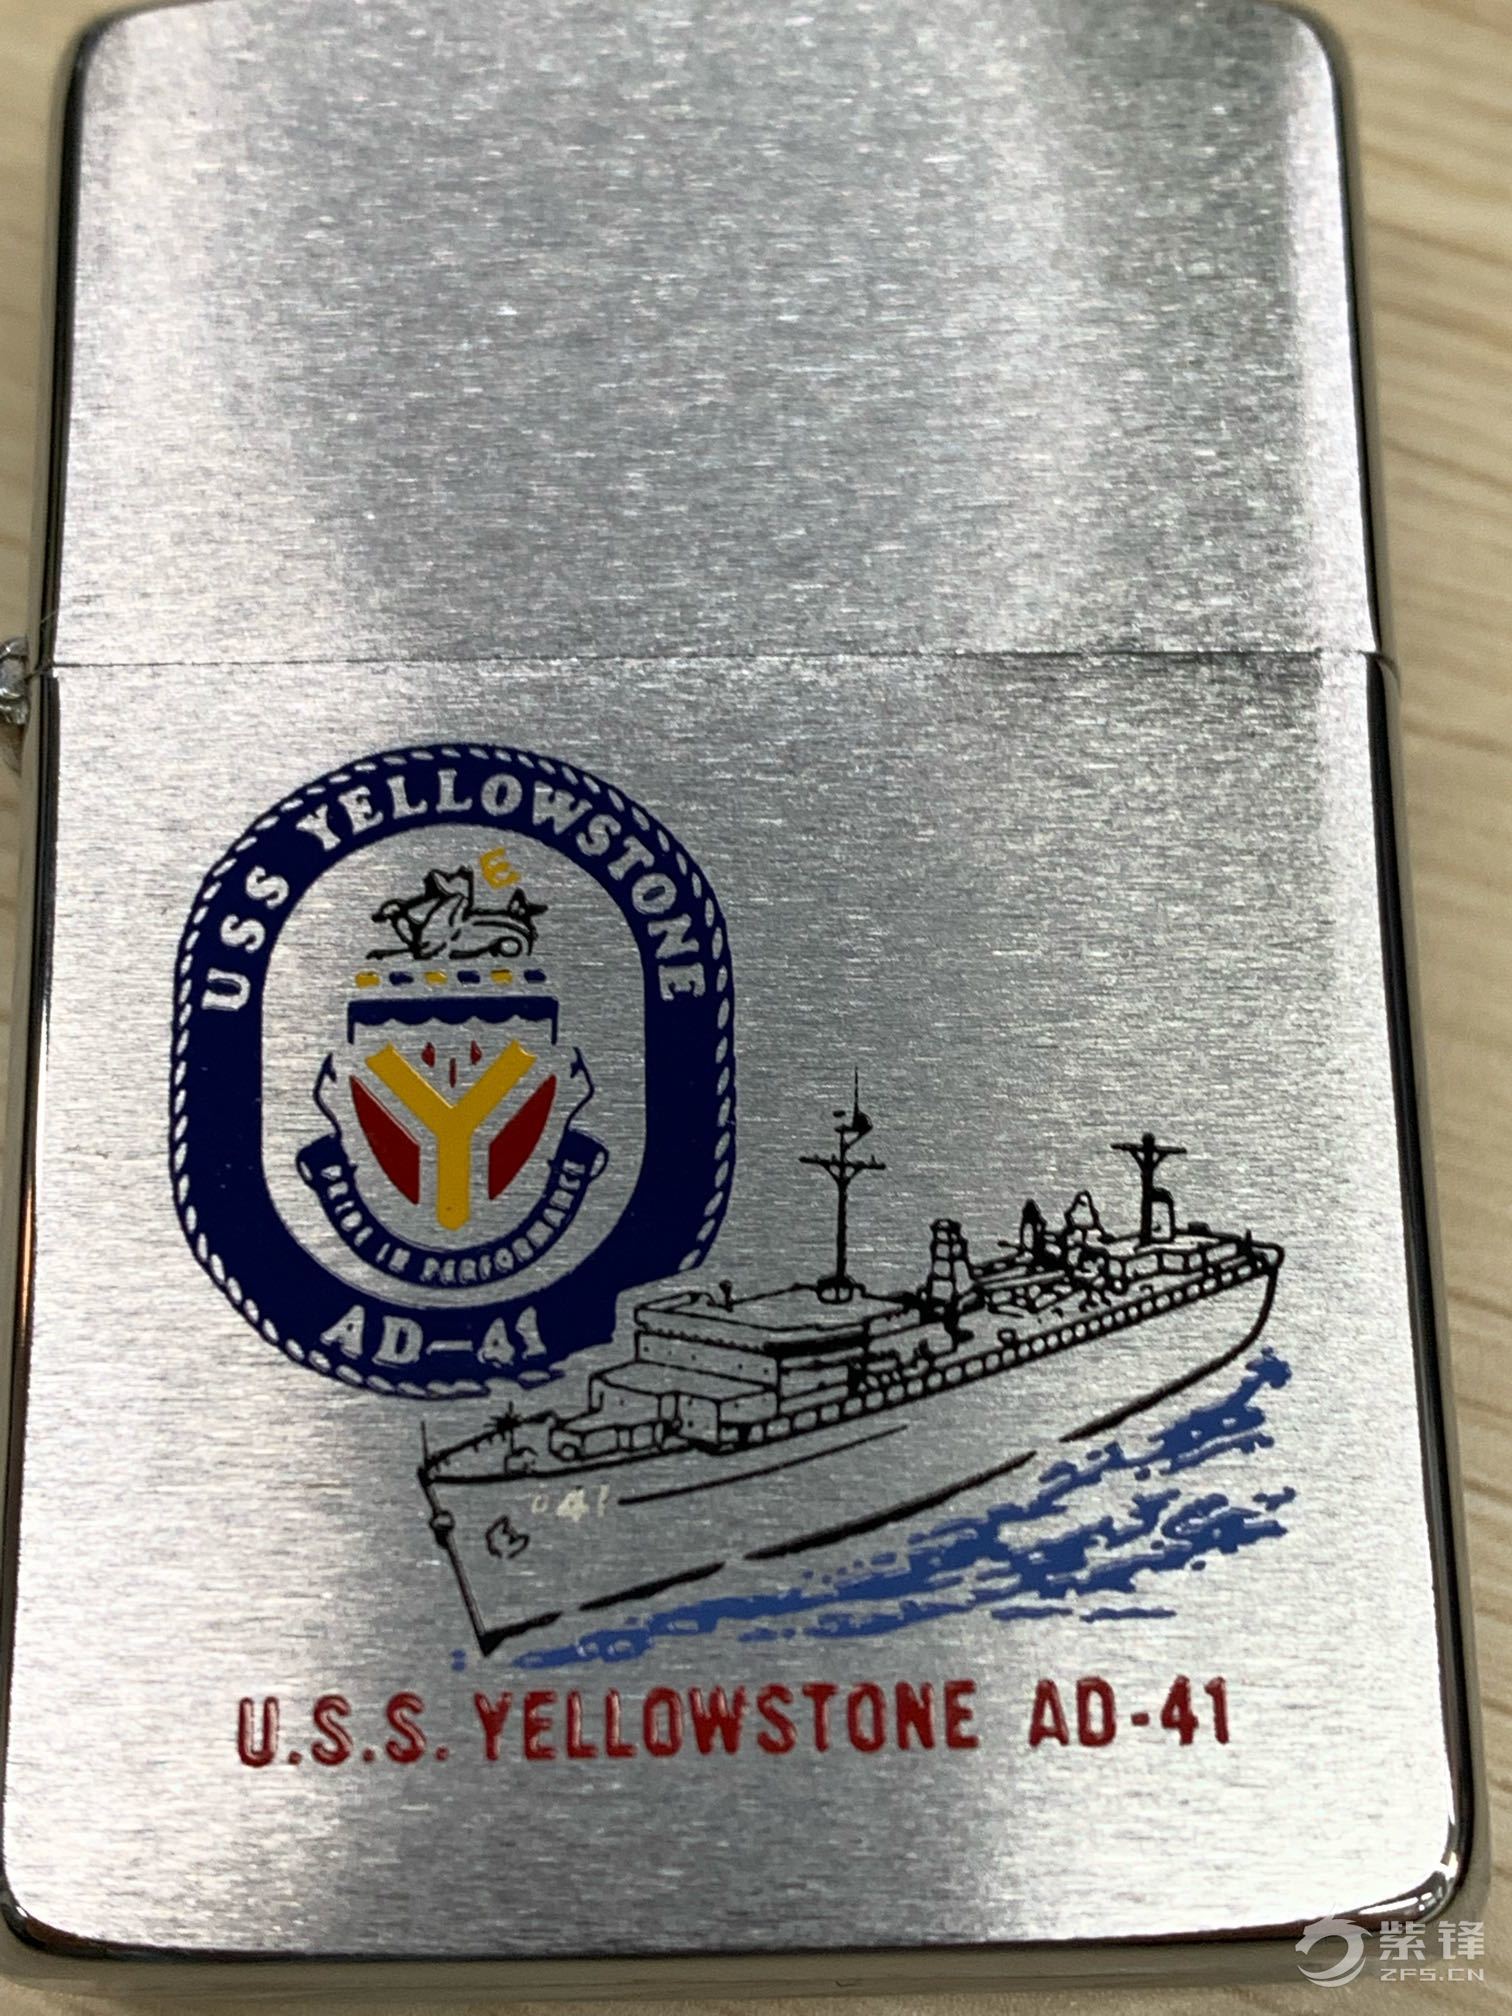 USS YELLOWSTONE
E
PRIDE IN PERFORMANCE
AD-41
41
U.S.S. YELLOWSTONE AD-41
紫锋
ZFS.CN